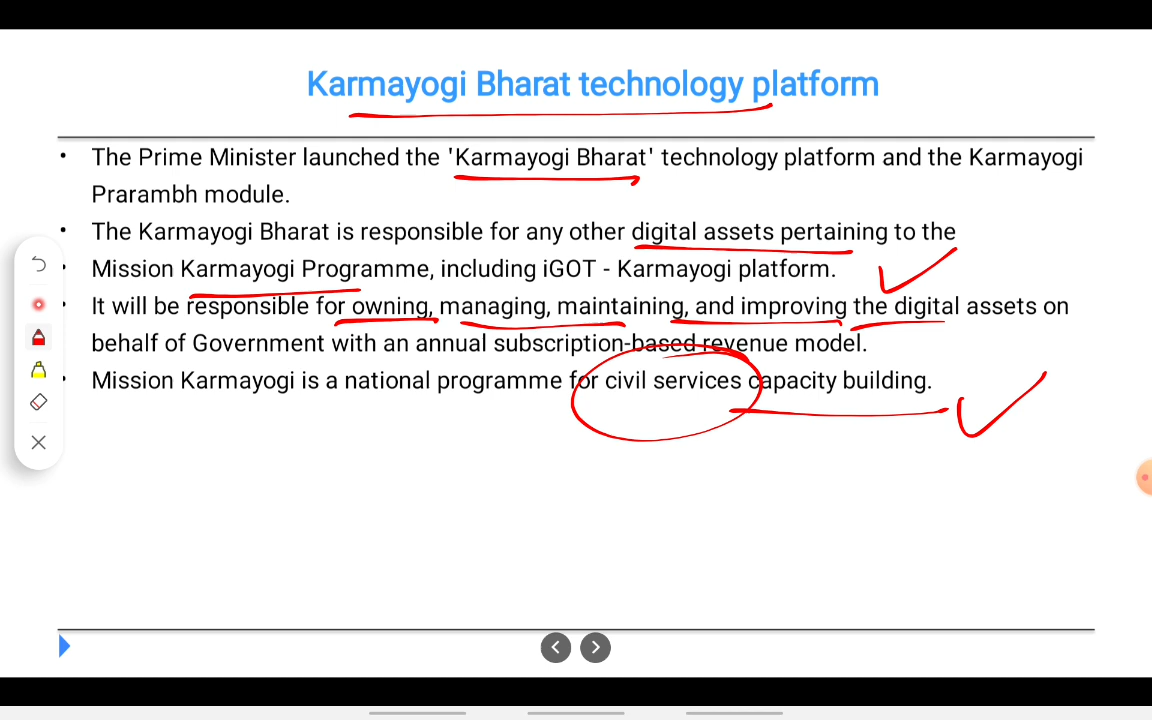 Karmayogi Bharat technology platform
• The Prime Minister launched the 'Karmayogi Bharat' technology platform and the Karmayogi
Prarambh module.
• The Karmayogi Bharat is responsible for any other digital assets pertaining to the
• Mission Karmayogi Programme, including iGOT - Karmayogi platform.
• It will be responsible for owning, managing, maintaining, and improving the digital assets on
behalf of Government with an annual subscription-based revenue model.
• Mission Karmayogi is a national programme for civil services capacity building.